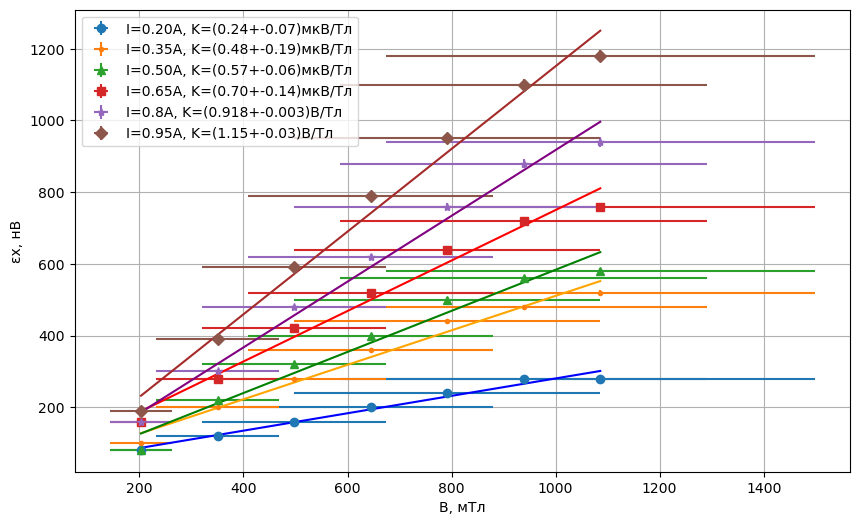 I=0.20A, K=(0.24+-0.07)мкВ/Тл
I=0.35A, K=(0.48+-0.19)мкВ/Тл
I=0.50A, K=(0.57+-0.06)мкВ/Тл
I=0.65A, K=(0.70+-0.14)мкВ/Тл
I=0.8A, K=(0.918+-0.003)В/Тл
I=0.95A, K=(1.15+-0.03)В/Тл
1200
1000
800
600
400
200
εx, нВ
200 400 600 800 1000 1200 1400
B, мТл